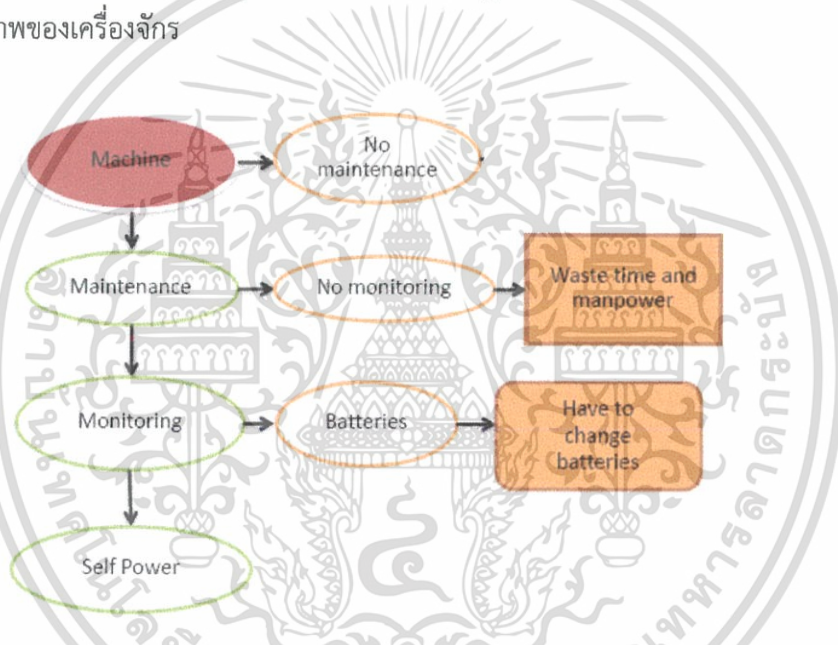 าพของเครื่องจักร
Machine
No
maintenance
Maintenance
No monitoring
Waste time and
manpower
Monitoring
Batteries
Have to
change
batteries
Self Power